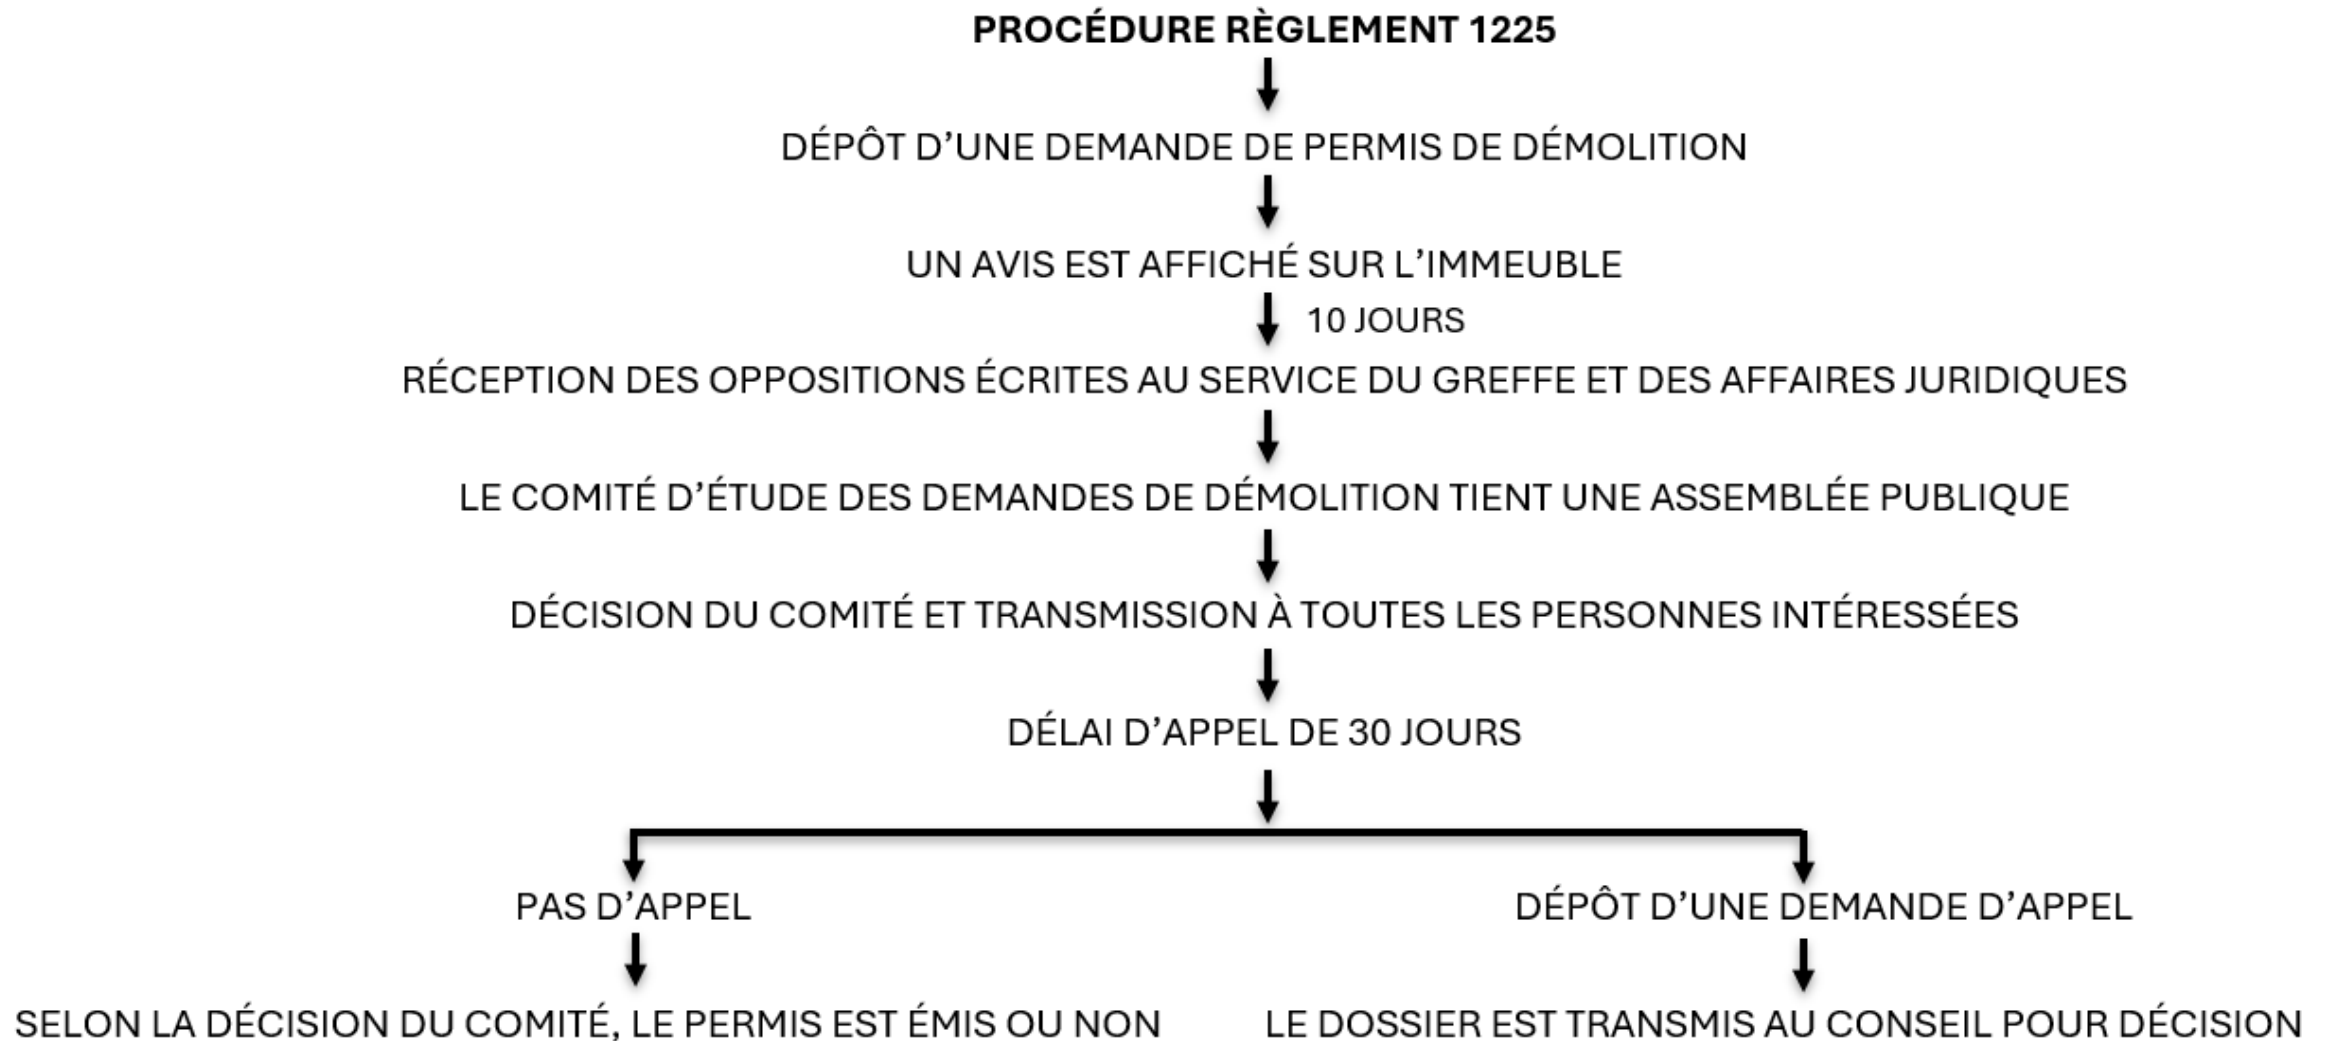 PROCÉDURE RÈGLEMENT 1225
DÉPÔT D’UNE DEMANDE DE PERMIS DE DÉMOLITION
UN AVIS EST AFFICHÉ SUR L’IMMEUBLE
10 JOURS
RÉCEPTION DES OPPOSITIONS ÉCRITES AU SERVICE DU GREFFE ET DES AFFAIRES JURIDIQUES
LE COMITÉ D’ÉTUDE DES DEMANDES DE DÉMOLITION TIENT UNE ASSEMBLÉE PUBLIQUE
DÉCISION DU COMITÉ ET TRANSMISSION À TOUTES LES PERSONNES INTÉRESSÉES
DÉLAI D’APPEL DE 30 JOURS
PAS D’APPEL
SELON LA DÉCISION DU COMITÉ, LE PERMIS EST ÉMIS OU NON
DÉPÔT D’UNE DEMANDE D’APPEL
LE DOSSIER EST TRANSMIS AU CONSEIL POUR DÉCISION